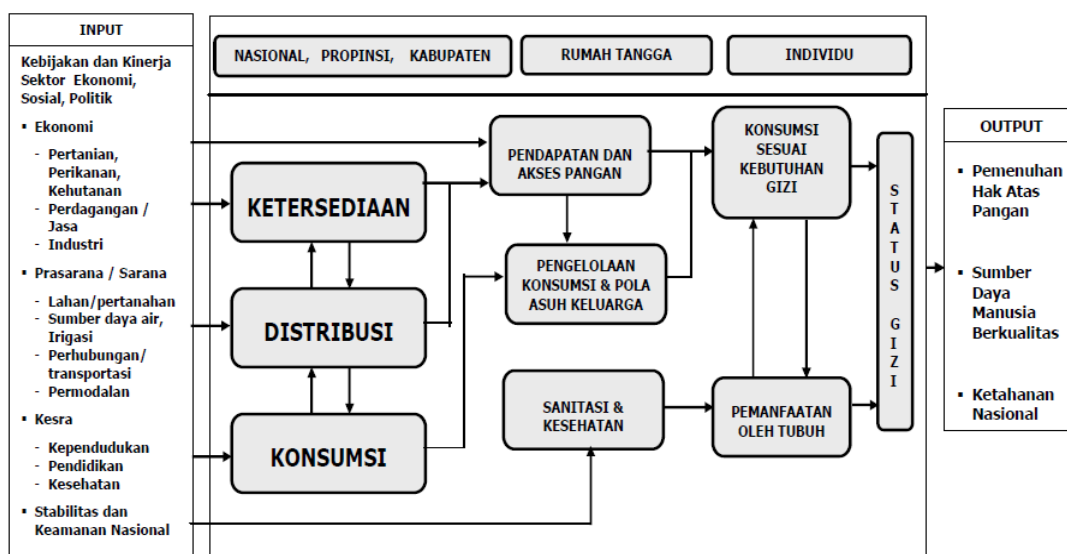 INPUT
Kebijakan dan Kinerja
Sektor Ekonomi,
Sosial, Politik
▪ Ekonomi
- Pertanian,
Perikanan,
Kehutanan
- Perdagangan /
Jasa
- Industri
▪ Prasarana / Sarana
- Lahan/pertanahan
- Sumber daya air,
Irigasi
- Perhubungan/
transportasi
- Permodalan
▪ Kesra
- Kependudukan
- Pendidikan
- Kesehatan
▪ Stabilitas dan
Keamanan Nasional
NASIONAL, PROPINSI, KABUPATEN
RUMAH TANGGA
INDIVIDU
KETERSEDIAAN
DISTRIBUSI
KONSUMSI
PENDAPATAN DAN
AKSES PANGAN
PENGELOLAAN
KONSUMSI & POLA
ASUH KELUARGA
SANITASI &
KESEHATAN
KONSUMSI
SESUAI
KEBUTUHAN
GIZI
PEMANFAATAN
OLEH TUBUH
S
T
A
T
U
S
G
I
Z
I
OUTPUT
▪ Pemenuhan
Hak Atas
Pangan
▪ Sumber
Daya
Manusia
Berkualitas
▪ Ketahanan
Nasional